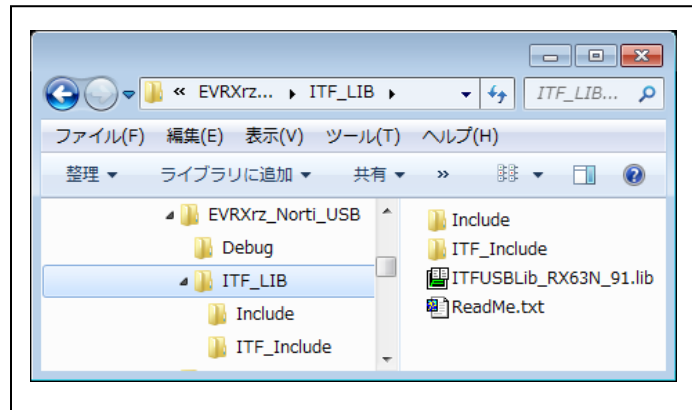 « EVRXrz... ▸ ITF_LIB ▸
ITF_LIB...
ファイル(F) 編集(E) 表示(V) ツール(T) ヘルプ(H)
整理 ▼ ライブラリに追加 ▼ 共有 ▼ »
EVRXrz_Norti_USB
Debug
ITF_LIB
Include
ITF_Include
Include
ITF_Include
ITFUSBLib_RX63N_91.lib
ReadMe.txt